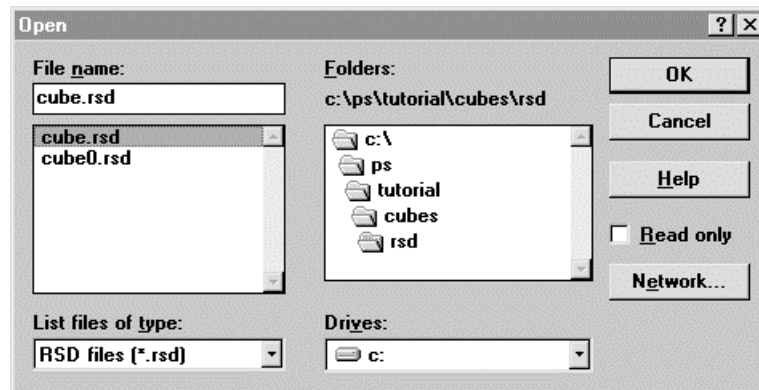 Open
File name:
cube.rsd
cube.rsd
cube0.rsd
List files of type:
RSD files (*.rsd)
Folders:
c:\ps\tutorial\cubes\rsd
c:\
ps
tutorial
cubes
rsd
Drives:
c:
OK
Cancel
Help
Read only
Network...